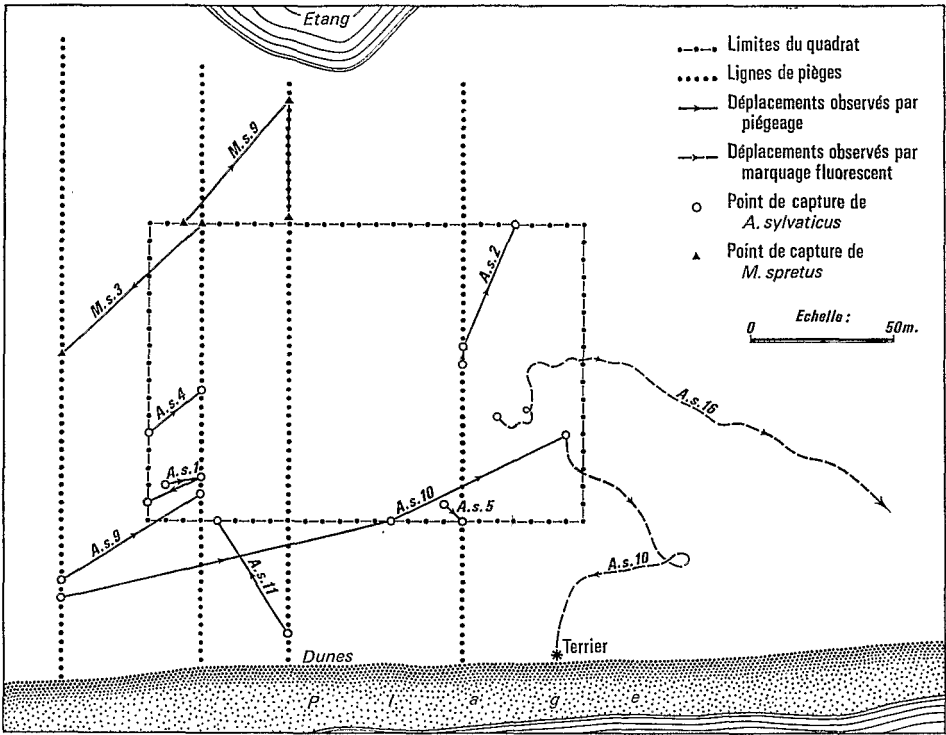 Etang
Limites du quadrat
Lignes de pièges
Déplacements observés par
piégeage
Déplacements observés par
marquage fluorescent
Point de capture de
A. sylvaticus
Point de capture de
M. spretus
Echelle :
0 50m.
M.s.9
M.s.3
A.s.2
A.s.4
A.s.16
A.s.1
A.s.10
A.s.5
A.s.9
A.s.11
A.s.10
Terrier
Dunes
P l a g e